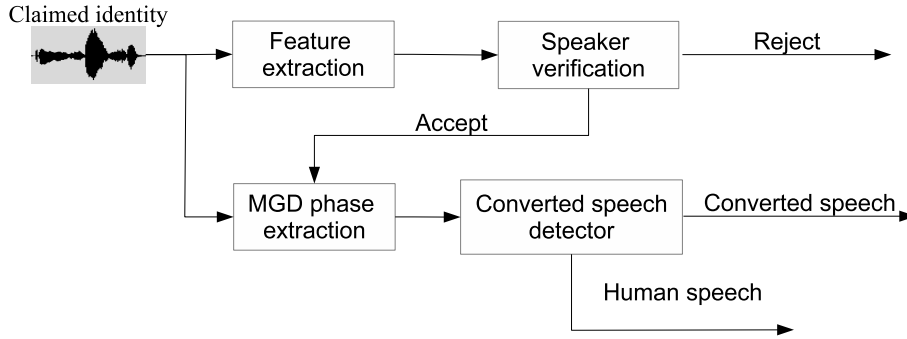 Claimed identity
Feature
extraction
Speaker
verification
Reject
Accept
MGD phase
extraction
Converted speech
detector
Converted speech
Human speech